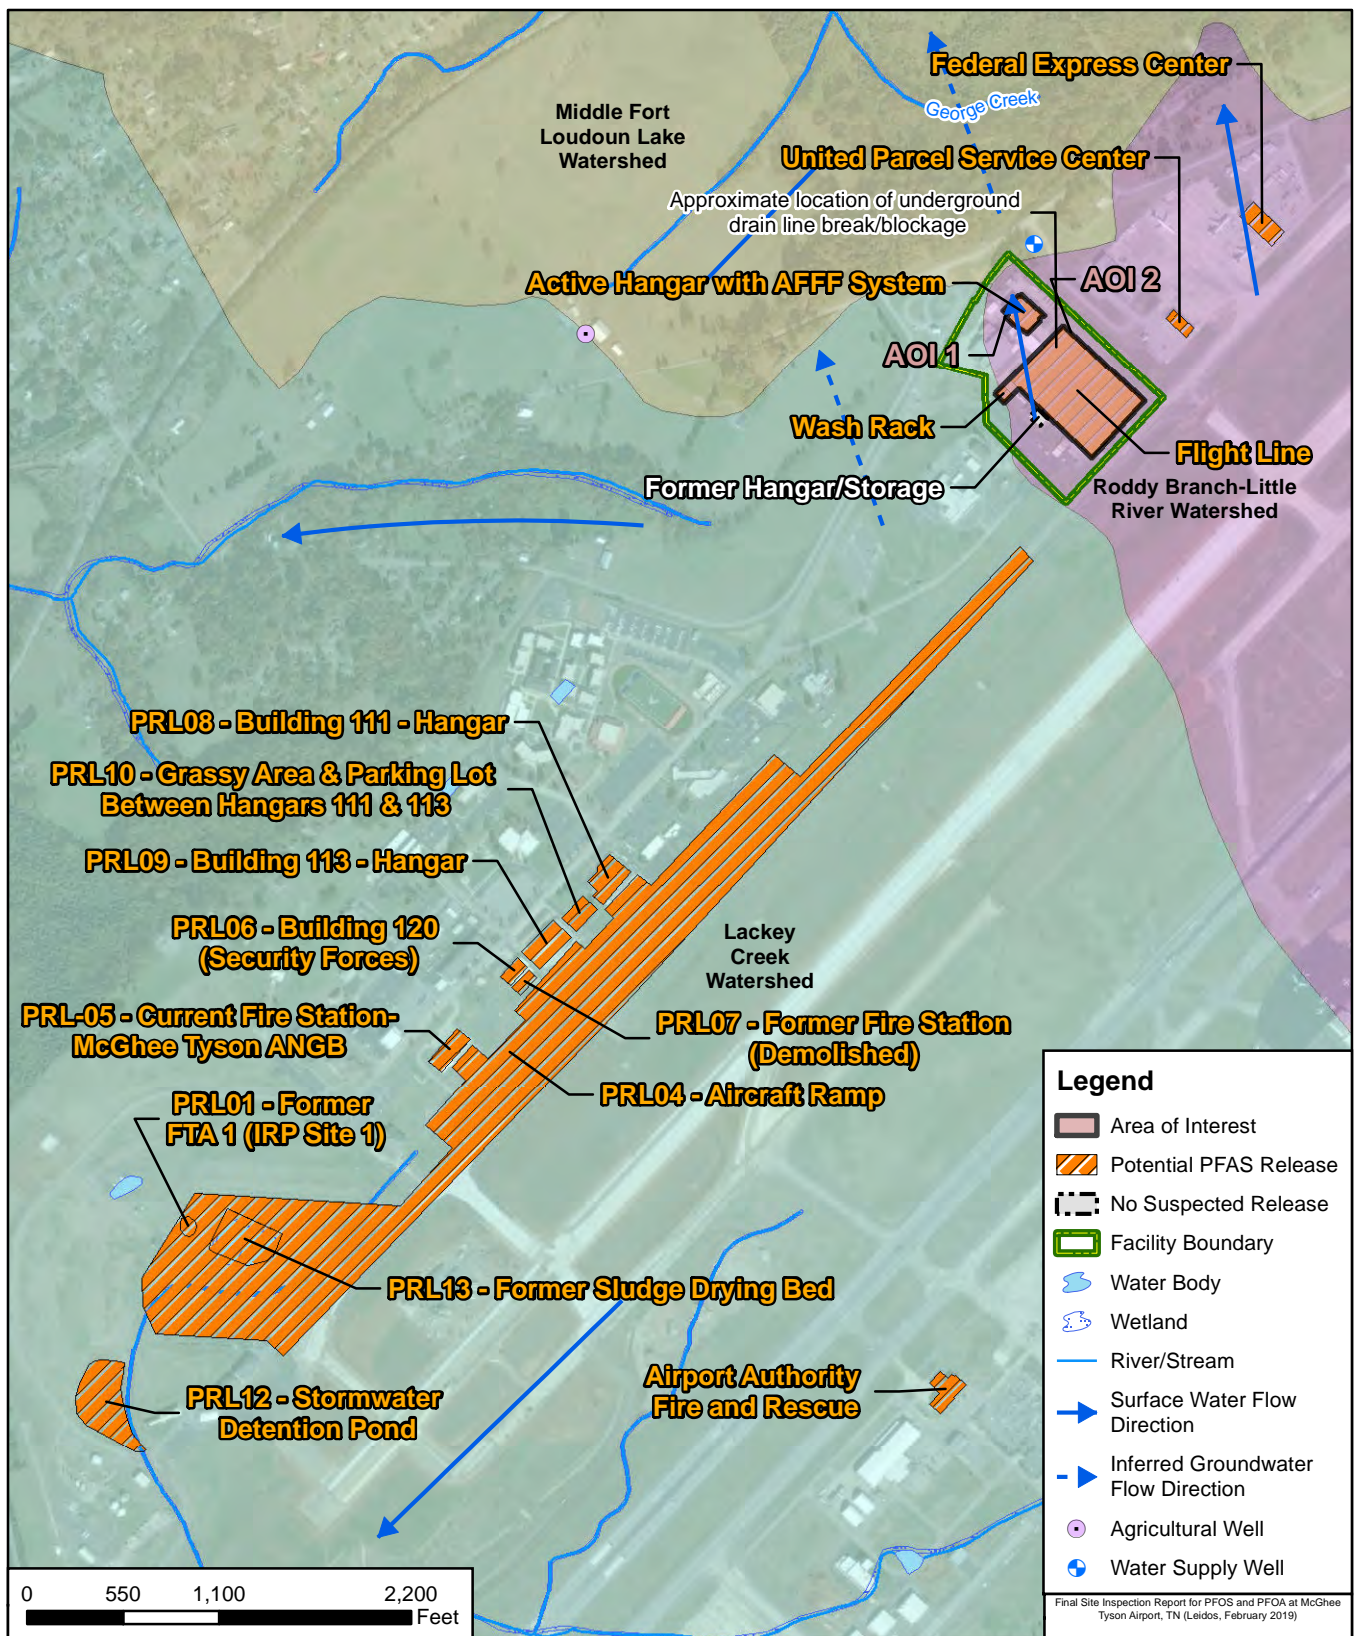 Federal Express Center
George Creek
Middle Fort
Loudoun Lake
Watershed
United Parcel Service Center
Approximate location of underground
drain line break/blockage
Active Hangar with AFFF System
AOI 2
AOI 1
Wash Rack
Flight Line
Former Hangar/Storage
Roddy Branch-Little
River Watershed
PRL08 - Building 111 - Hangar
PRL10 - Grassy Area & Parking Lot
Between Hangars 111 & 113
PRL09 - Building 113 - Hangar
PRL06 - Building 120
(Security Forces)
Lackey
Creek
Watershed
PRL-05 - Current Fire Station-
McGhee Tyson ANGB
PRL07 - Former Fire Station
(Demolished)
PRL04 - Aircraft Ramp
PRL01 - Former
FTA 1 (IRP Site 1)
PRL13 - Former Sludge Drying Bed
PRL12 - Stormwater
Detention Pond
Airport Authority
Fire and Rescue
Legend
Area of Interest
Potential PFAS Release
No Suspected Release
Facility Boundary
Water Body
Wetland
River/Stream
Surface Water Flow
Direction
Inferred Groundwater
Flow Direction
Agricultural Well
Water Supply Well
0 550 1,100 2,200
Feet
Final Site Inspection Report for PFOS and PFOA at McGhee
Tyson Airport, TN (Leidos, February 2019)